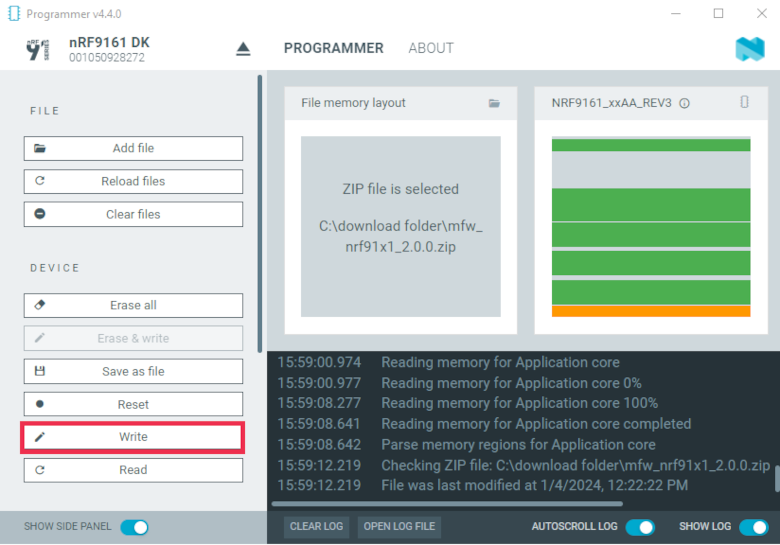 Programmer v4.4.0
nRF
91
SERIES
nRF9161 DK
001050928272
PROGRAMMER
ABOUT
FILE
Add file
Reload files
Clear files
DEVICE
Erase all
Erase & write
Save as file
Reset
Write
Read
SHOW SIDE PANEL
File memory layout
ZIP file is selected
C:\download folder\mfw_
nrf91x1_2.0.0.zip
NRF9161_xxAA_REV3
15:59:00.974 Reading memory for Application core
15:59:00.977 Reading memory for Application core 0%
15:59:08.277 Reading memory for Application core 100%
15:59:08.641 Reading memory for Application core completed
15:59:08.642 Parse memory regions for Application core
15:59:12.219 Checking ZIP file: C:\download folder\mfw_nrf91x1_2.0.0.zip
15:59:12.219 File was last modified at 1/4/2024, 12:22:22 PM
CLEAR LOG
OPEN LOG FILE
AUTOSCROLL LOG
SHOW LOG